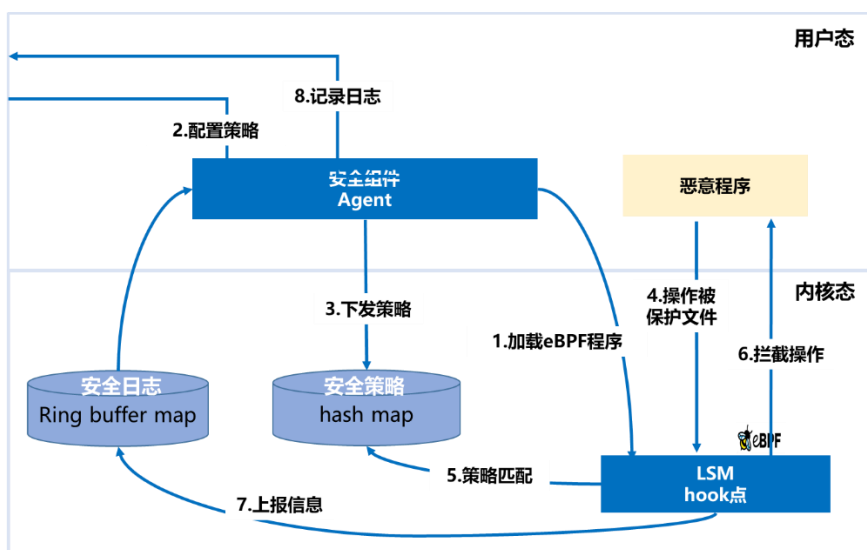 用户态
8.记录日志
2.配置策略
安全组件
Agent
恶意程序
内核态
3.下发策略
4.操作被
保护文件
1.加载eBPF程序
6.拦截操作
安全日志
Ring buffer map
安全策略
hash map
eBPF
5.策略匹配
LSM
hook点
7.上报信息